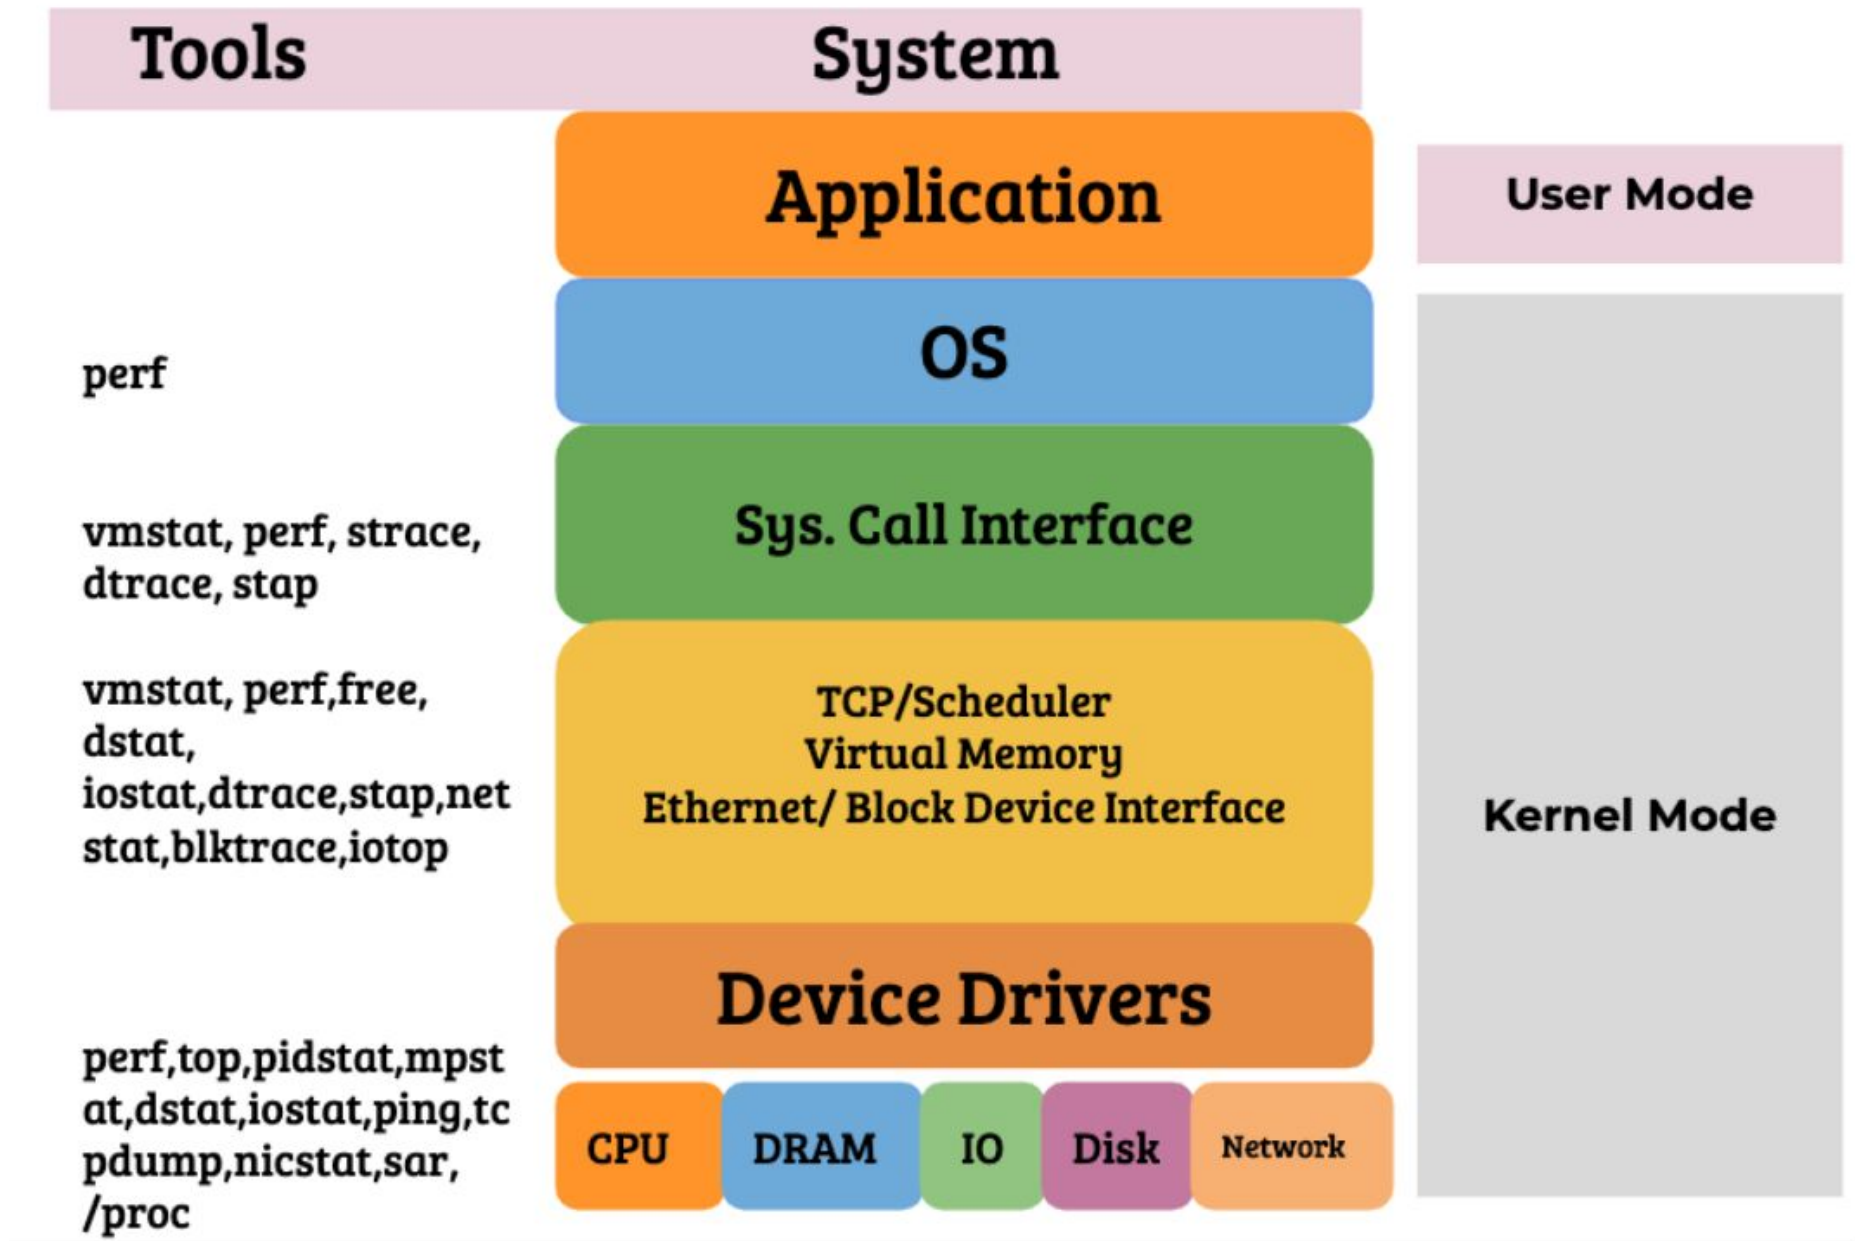 Tools
System
Application
User Mode
OS
perf
Sys. Call Interface
vmstat, perf, strace,
dtrace, stap
vmstat, perf,free,
dstat,
iostat,dtrace,stap,net
stat,blktrace,iotop
TCP/Scheduler
Virtual Memory
Ethernet/ Block Device Interface
Kernel Mode
Device Drivers
perf,top,pidstat,mpst
at,dstat,iostat,ping,tc
pdump,nicstat,sar,
/proc
CPU
DRAM
IO
Disk
Network